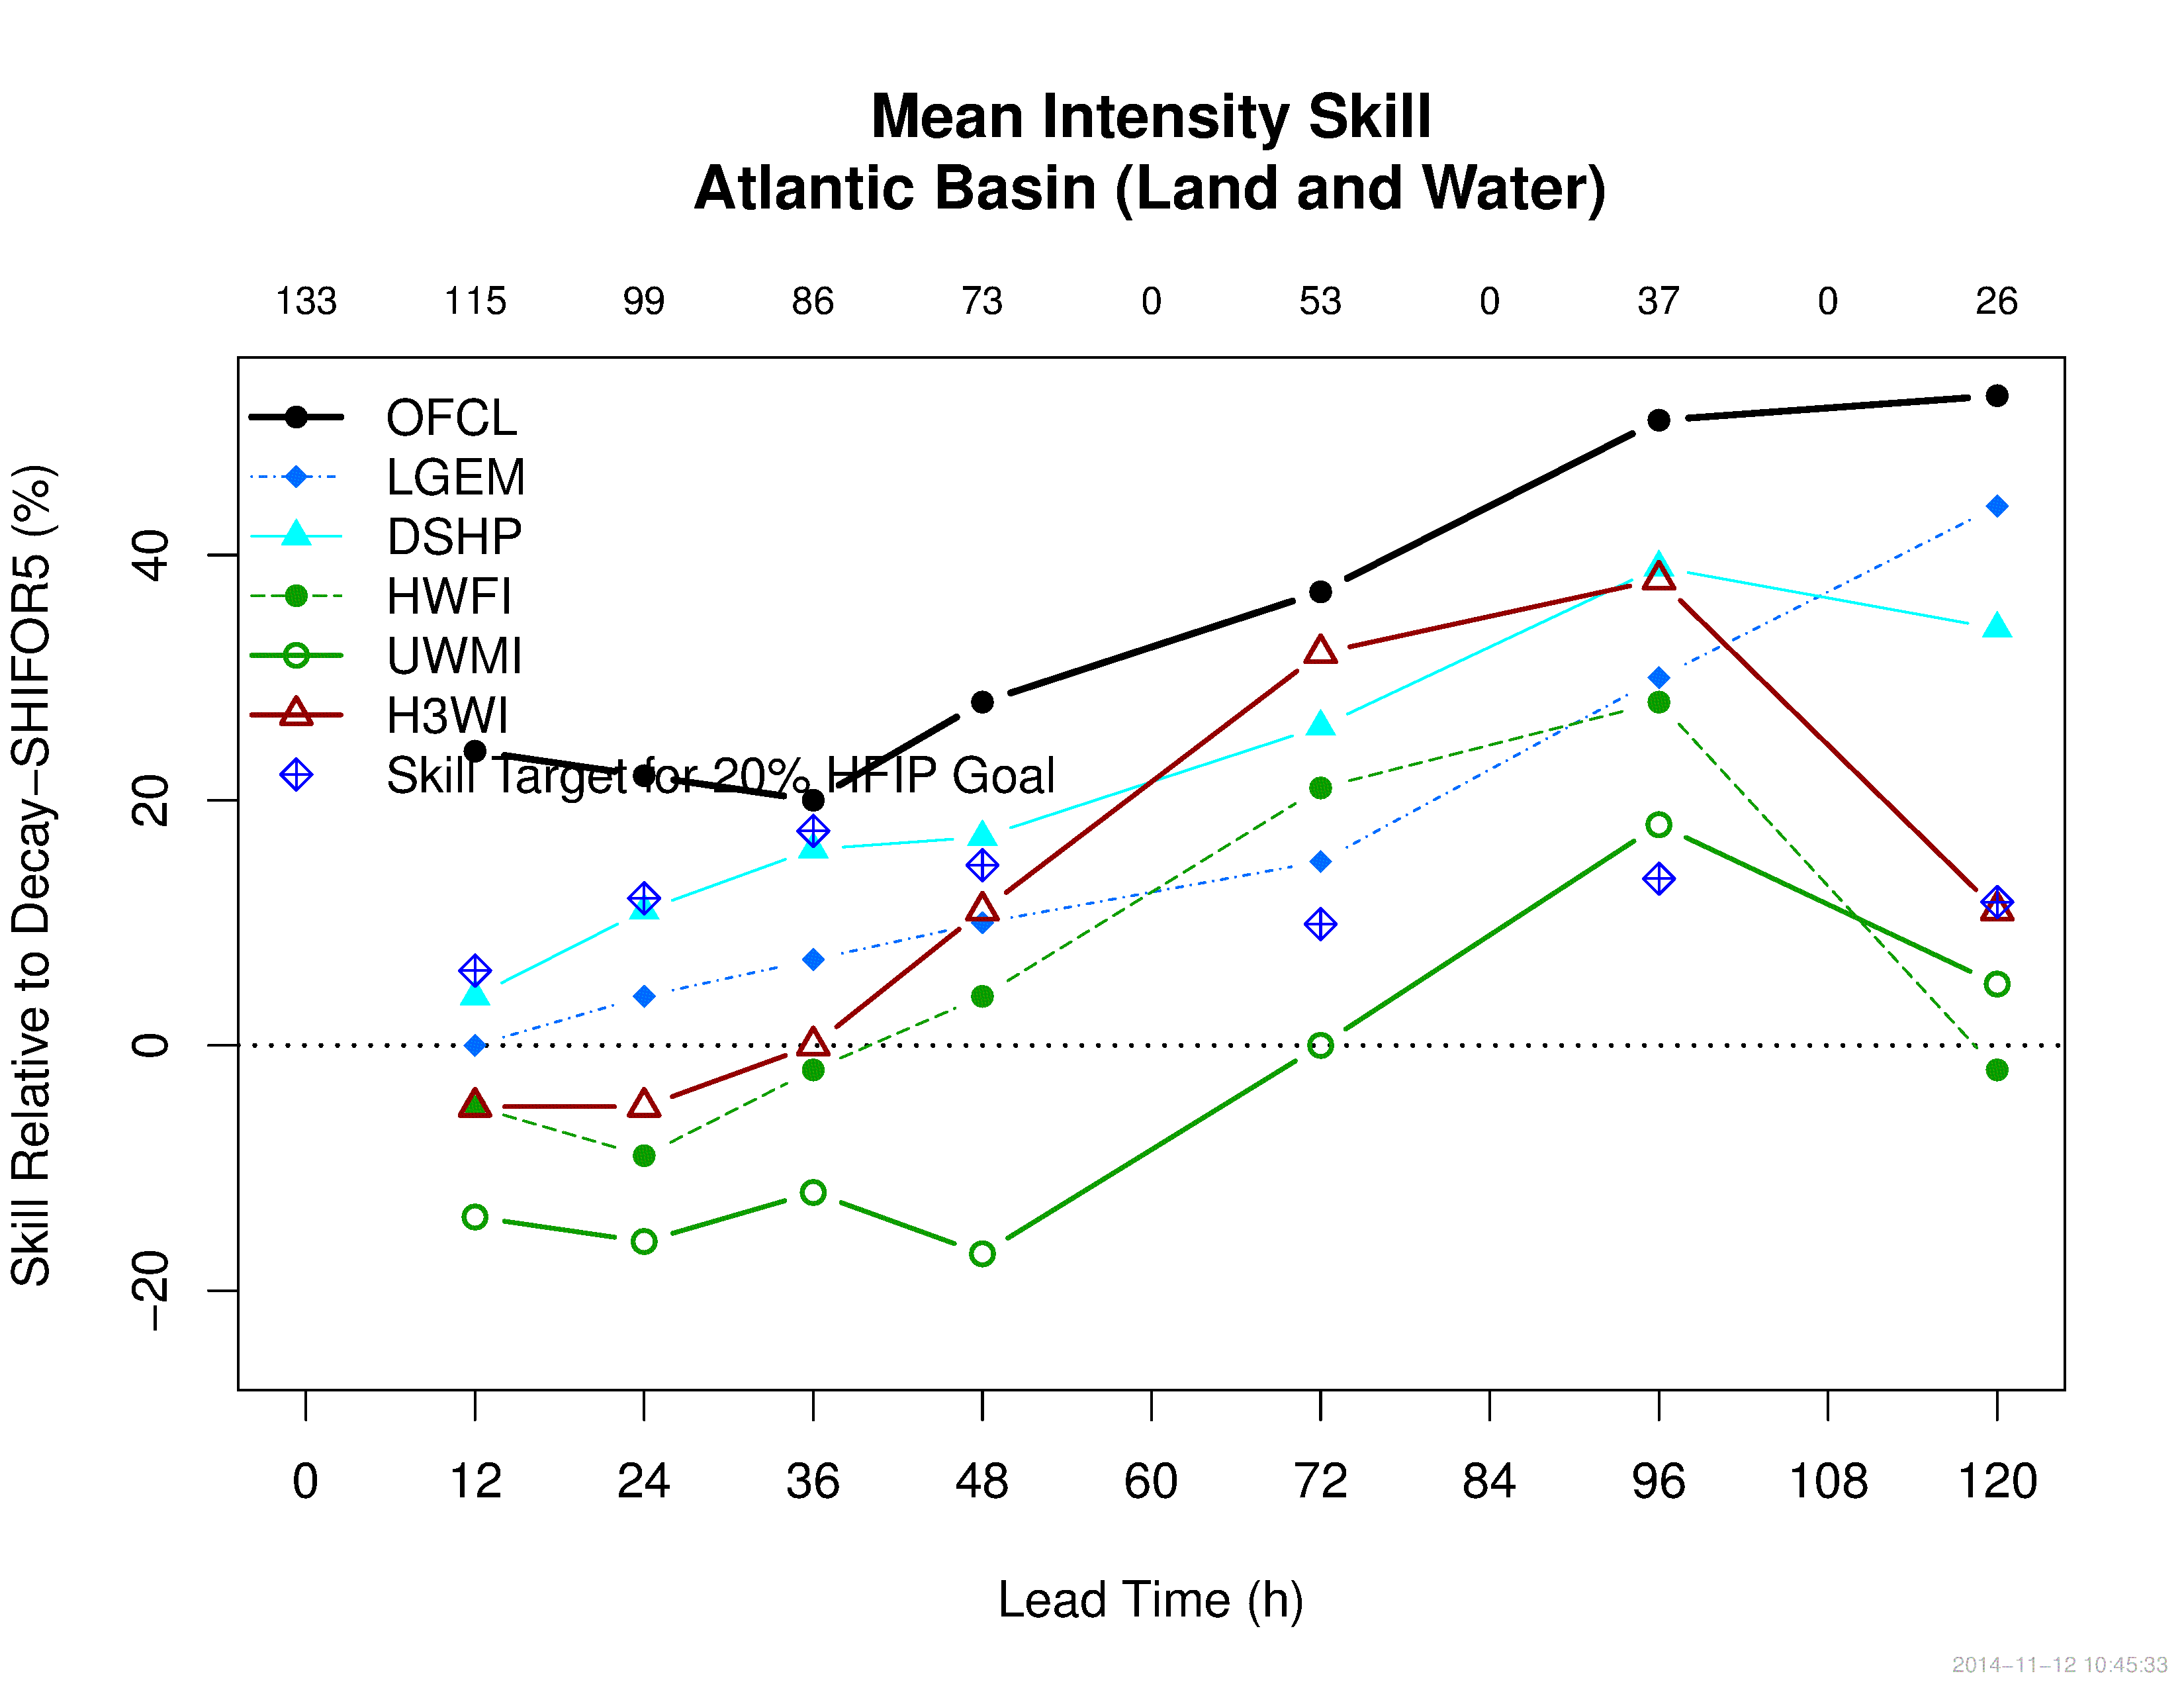 Mean Intensity Skill
Atlantic Basin (Land and Water)
133 115 99 86 73 0 53 0 37 0 26
OFCL
LGEM
DSHP
HWFI
UWMI
H3WI
Skill Target for 20% HFIP Goal
Skill Relative to Decay−SHIFOR5 (%)
40
20
0
−20
0 12 24 36 48 60 72 84 96 108 120
Lead Time (h)
2014−11−12 10:45:33